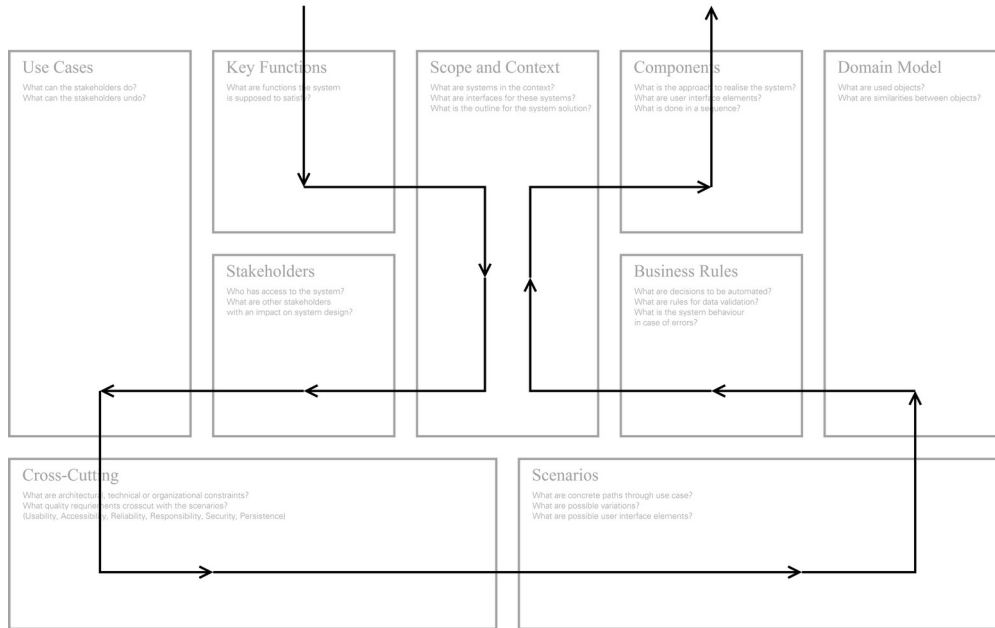 Use Cases
What can the stakeholders do?
What can the stakeholders undo?
Key Functions
What are functions the system
is supposed to satisfy?
Scope and Context
What are systems in the context?
What are interfaces for these systems?
What is the outline for the system solution?
Components
What is the approach to realise the system?
What are user interface elements?
What is done in a sequence?
Domain Model
What are used objects?
What are similarities between objects?
Stakeholders
Who has access to the system?
What are other stakeholders
with an impact on system design?
Business Rules
What are decisions to be automated?
What are rules for data validation?
What is the system behaviour
in case of errors?
Cross-Cutting
What are architectural, technical or organizational constraints?
What quality requriements crosscut with the scenarios?
(Usability, Accessibility, Reliability, Responsibility, Security, Persistence)
Scenarios
What are concrete paths through use case?
What are possible variations?
What are possible user interface elements?